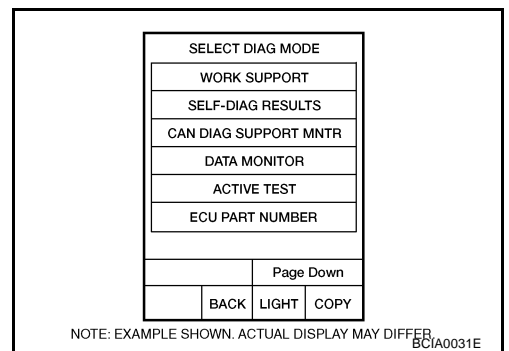 SELECT DIAG MODE
WORK SUPPORT
SELF-DIAG RESULTS
CAN DIAG SUPPORT MNTR
DATA MONITOR
ACTIVE TEST
ECU PART NUMBER
Page Down
BACK LIGHT COPY
NOTE: EXAMPLE SHOWN. ACTUAL DISPLAY MAY DIFFER.
BCIA0031E